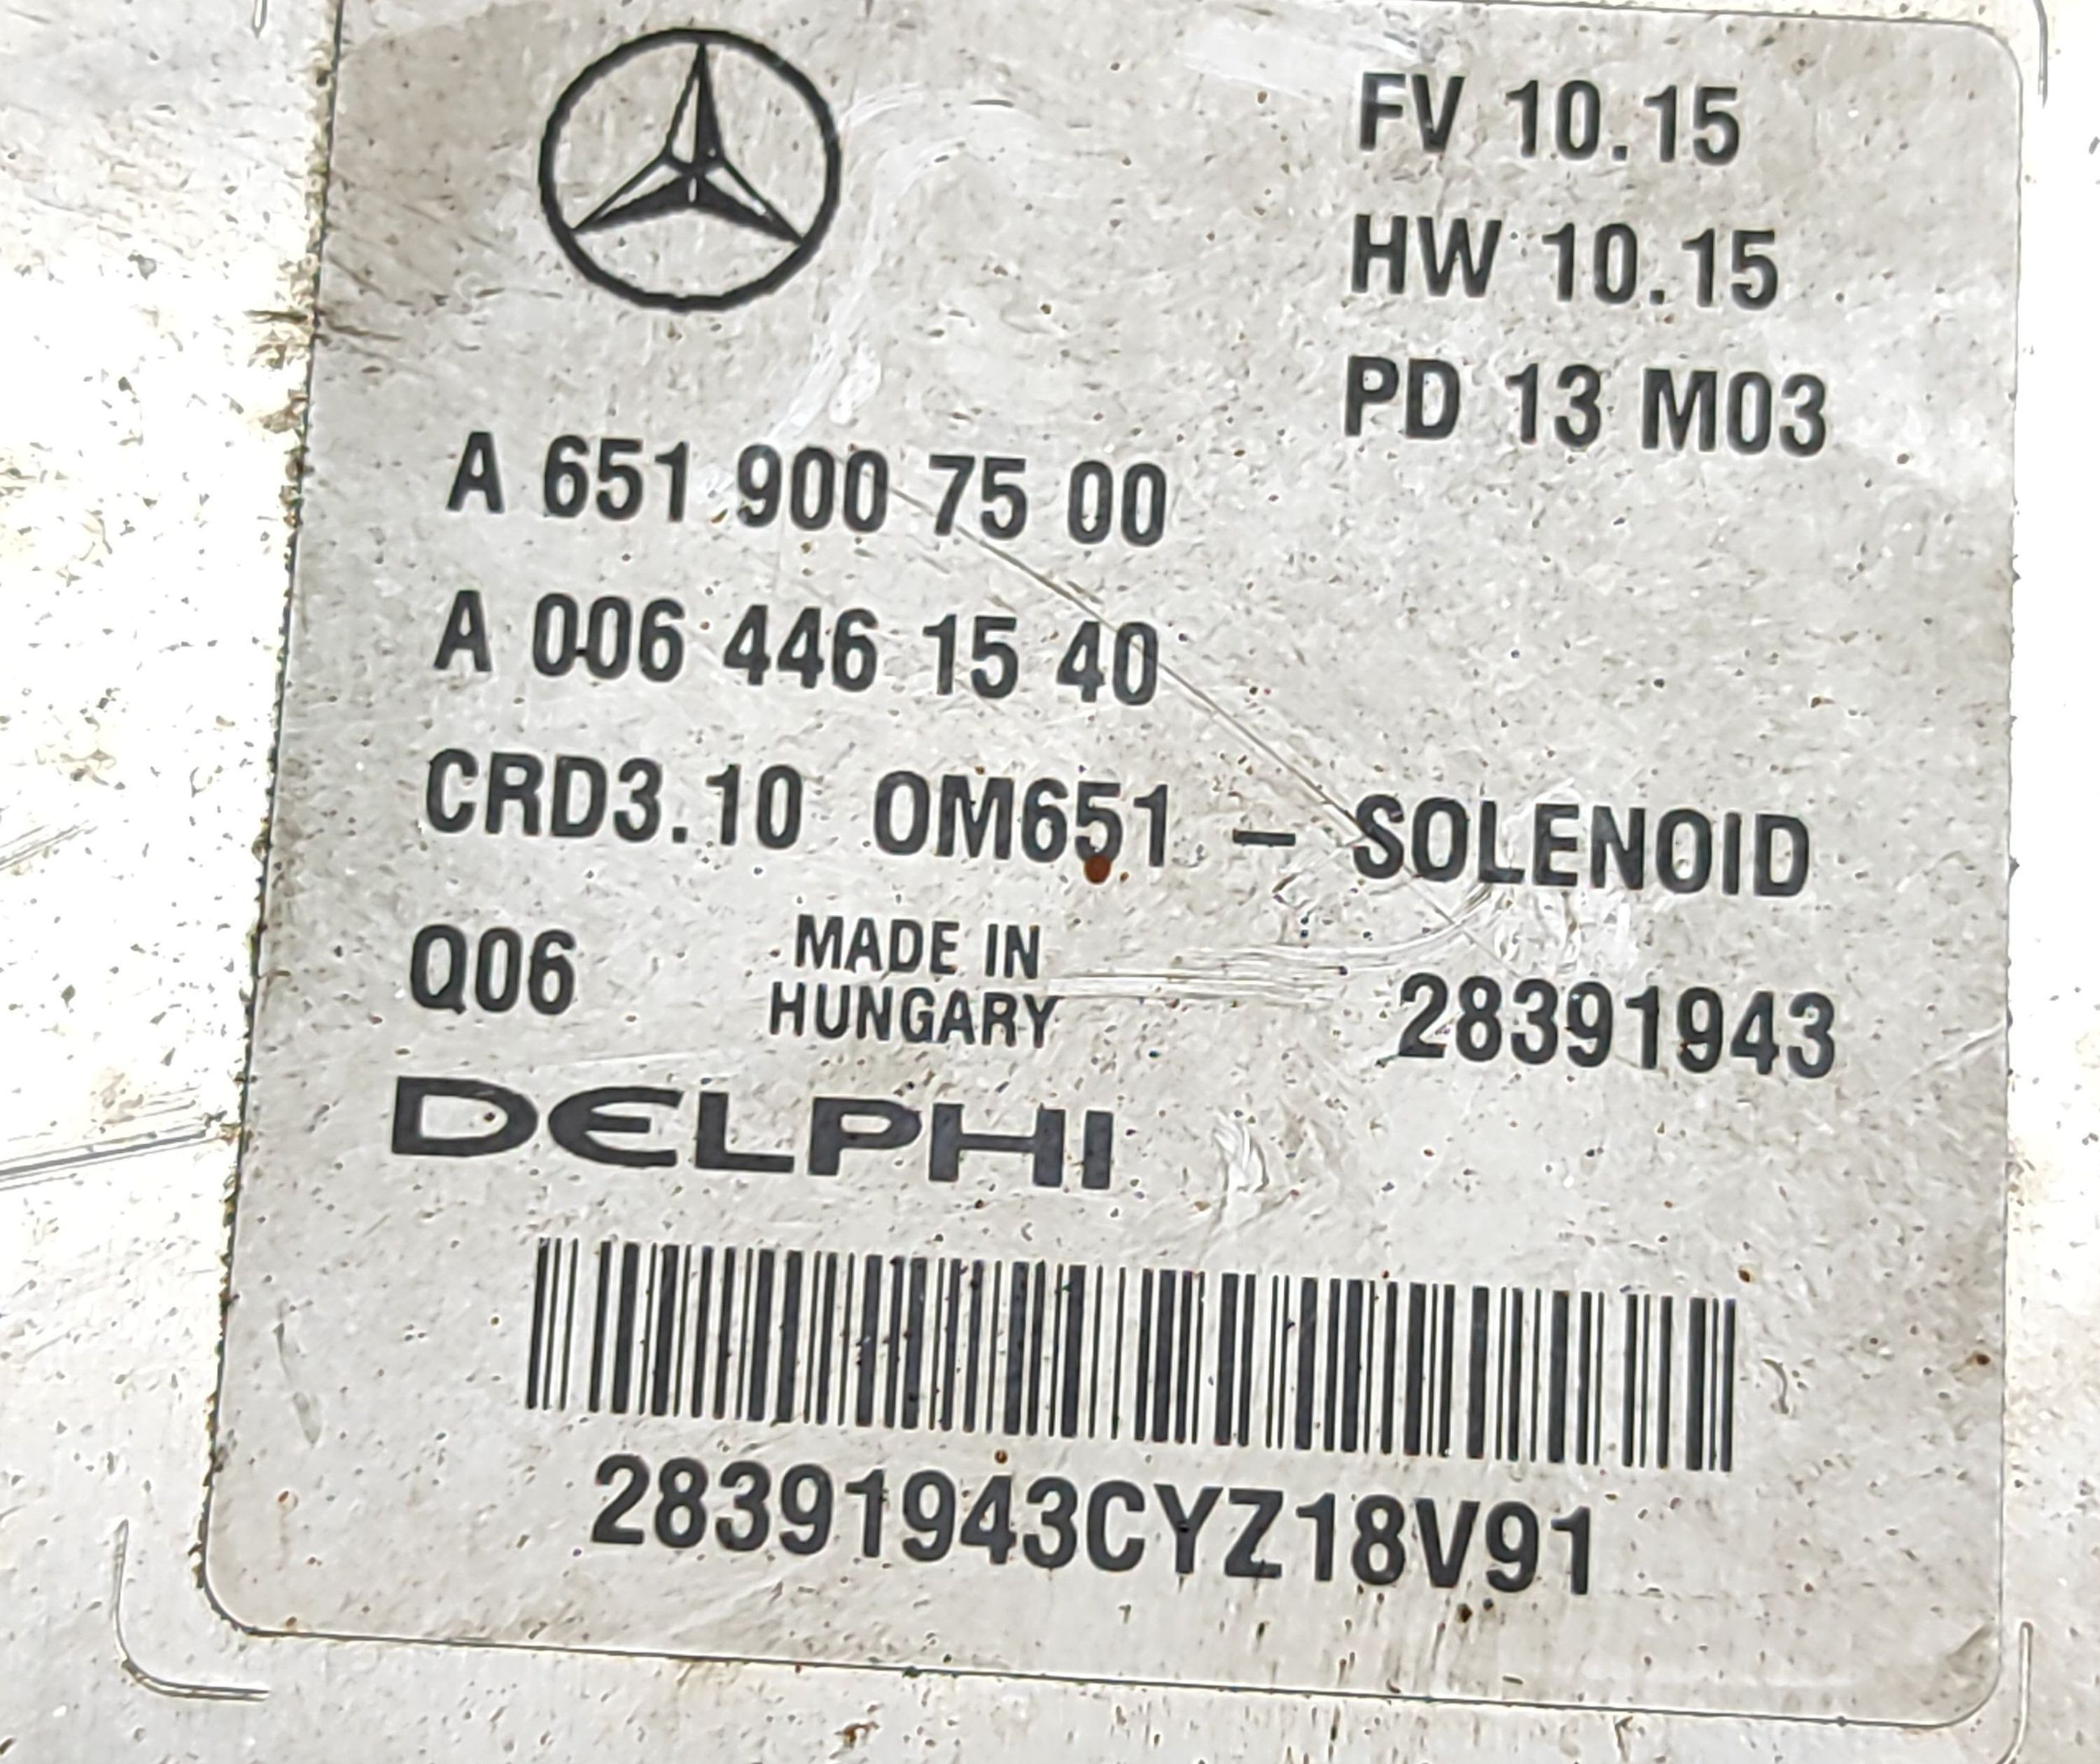 FV 10.15
HW 10.15
PD 13 M03
A 651 900 75 00
A 006 446 15 40
CRD3.10 OM651 – SOLENOID
Q06
MADE IN
HUNGARY
28391943
DELPHI
28391943CYZ18V91